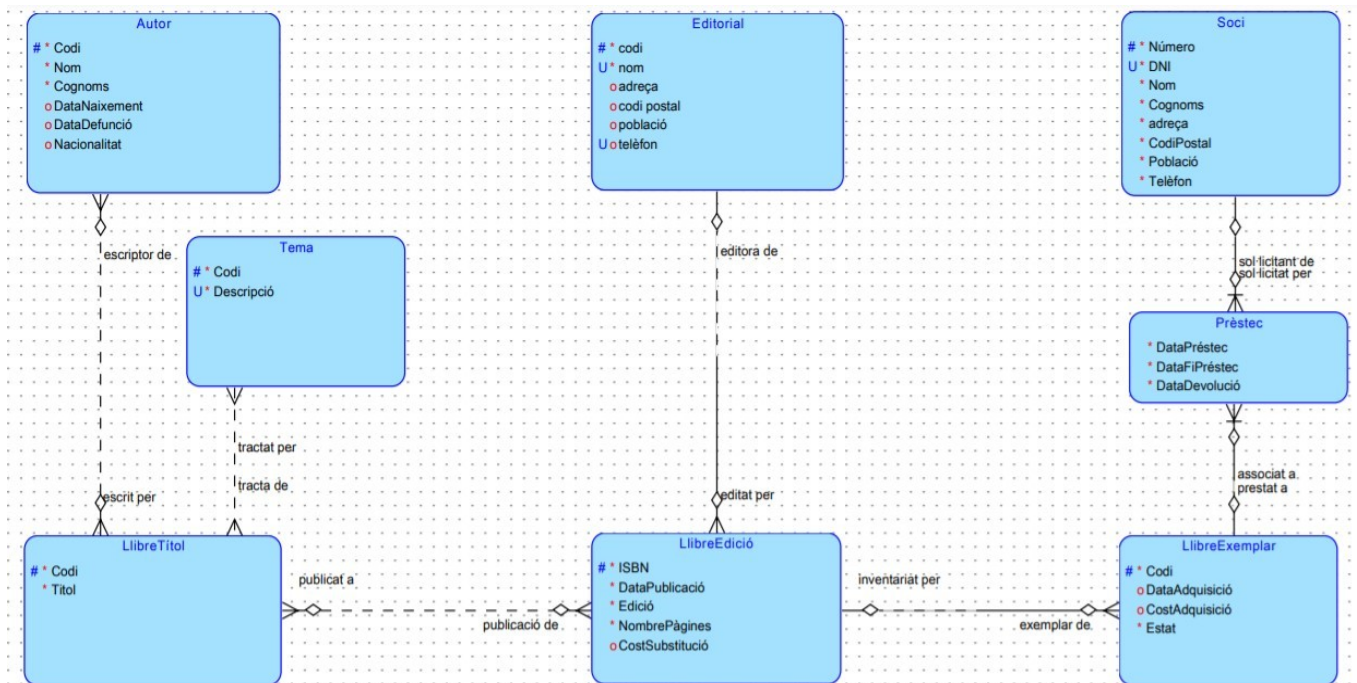 Autor
# * Codi
* Nom
* Cognoms
o DataNaixement
o DataDefunció
o Nacionalitat
Editorial
# * codi
U * nom
o adreça
o codi postal
o població
U o telèfon
Soci
# * Número
U * DNI
* Nom
* Cognoms
* adreça
* CodiPostal
* Població
* Telèfon
escriptor de
Tema
# * Codi
U * Descripció
editora de
sol·licitant de
sol·licitat per
Prèstec
* DataPréstec
* DataFiPréstec
* DataDevolució
tractat per
tracta de
escrit per
editat per
associat a
prestat a
LlibreTítol
# * Codi
* Titol
publicat a
publicació de
LlibreEdició
# * ISBN
* DataPublicació
* Edició
* NombrePàgines
o CostSubstitució
inventariat per
exemplar de
LlibreExemplar
# * Codi
o DataAdquisició
o CostAdquisició
* Estat